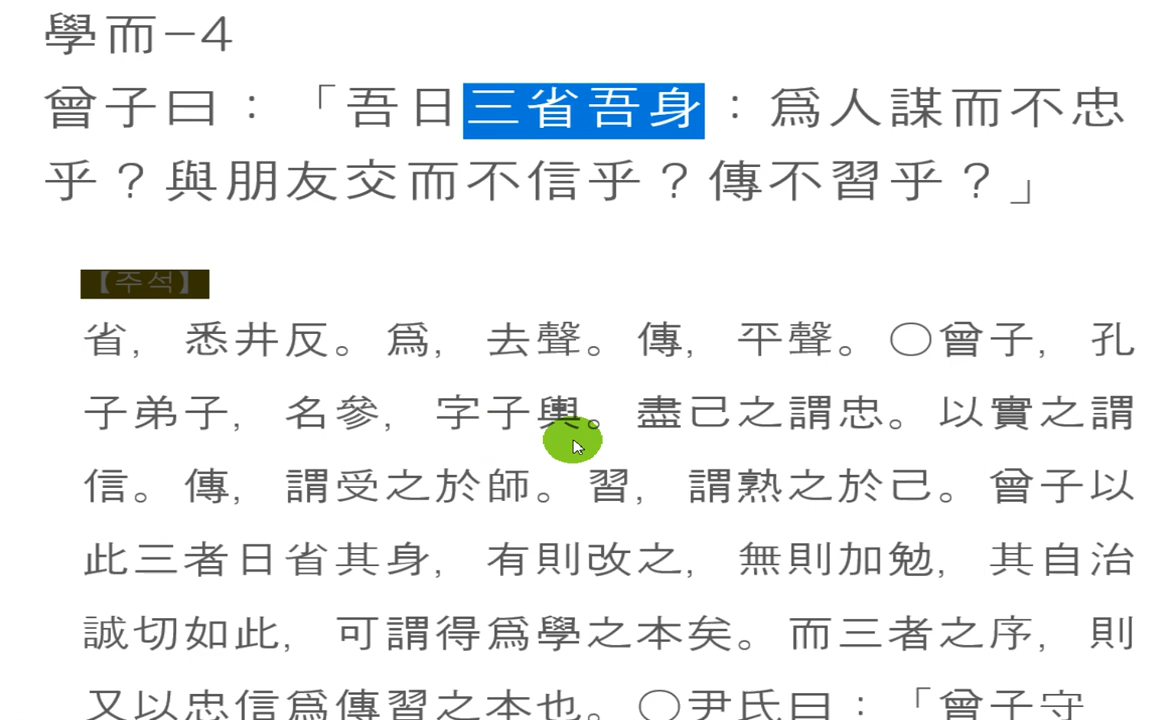 學而-4
曾子曰：「吾日三省吾身：爲人謀而不忠
乎？與朋友交而不信乎？傳不習乎？」
【주석】
省, 悉井反。爲, 去聲。傳, 平聲。○曾子, 孔
子弟子, 名參, 字子輿。盡己之謂忠。以實之謂
信。傳, 謂受之於師。習, 謂熟之於己。曾子以
此三者日省其身, 有則改之, 無則加勉, 其自治
誠切如此, 可謂得爲學之本矣。而三者之序, 則
又以忠信爲傳習之本也。○尹氏曰：「曾子守